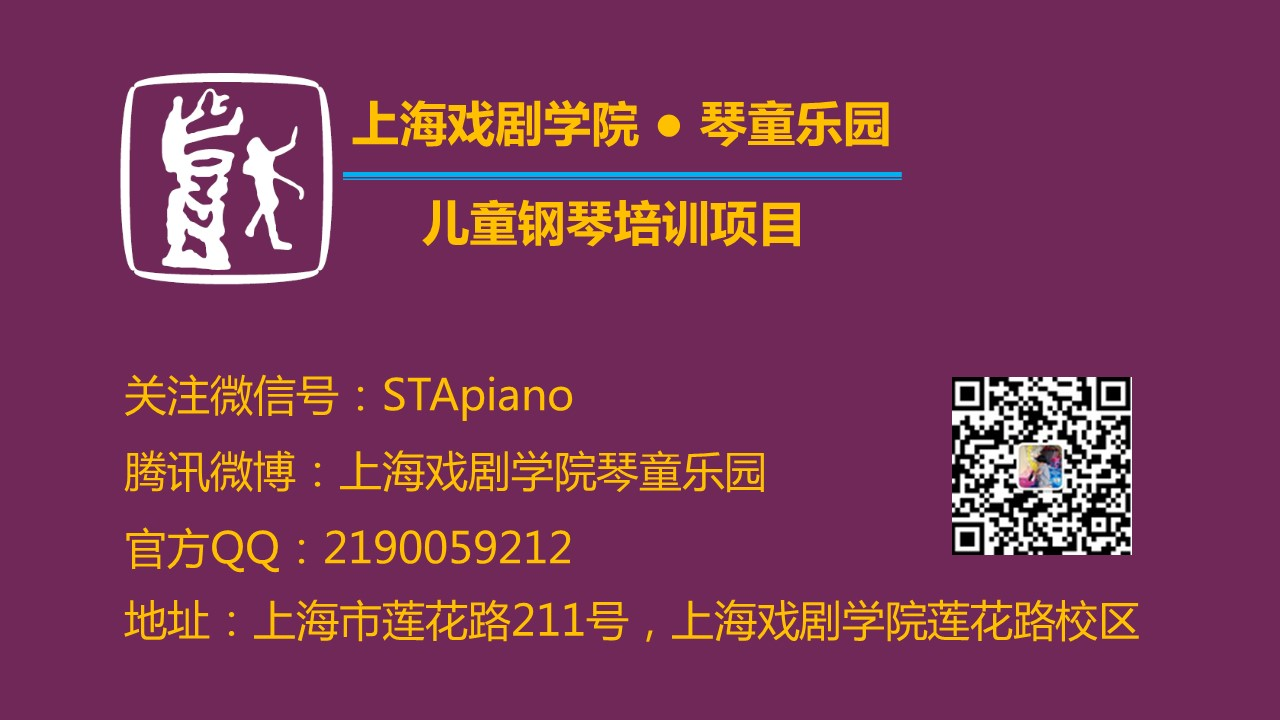 上海戏剧学院 ● 琴童乐园
儿童钢琴培训项目
关注微信号：STApiano
腾讯微博：上海戏剧学院琴童乐园
官方QQ：2190059212
地址：上海市莲花路211号，上海戏剧学院莲花路校区